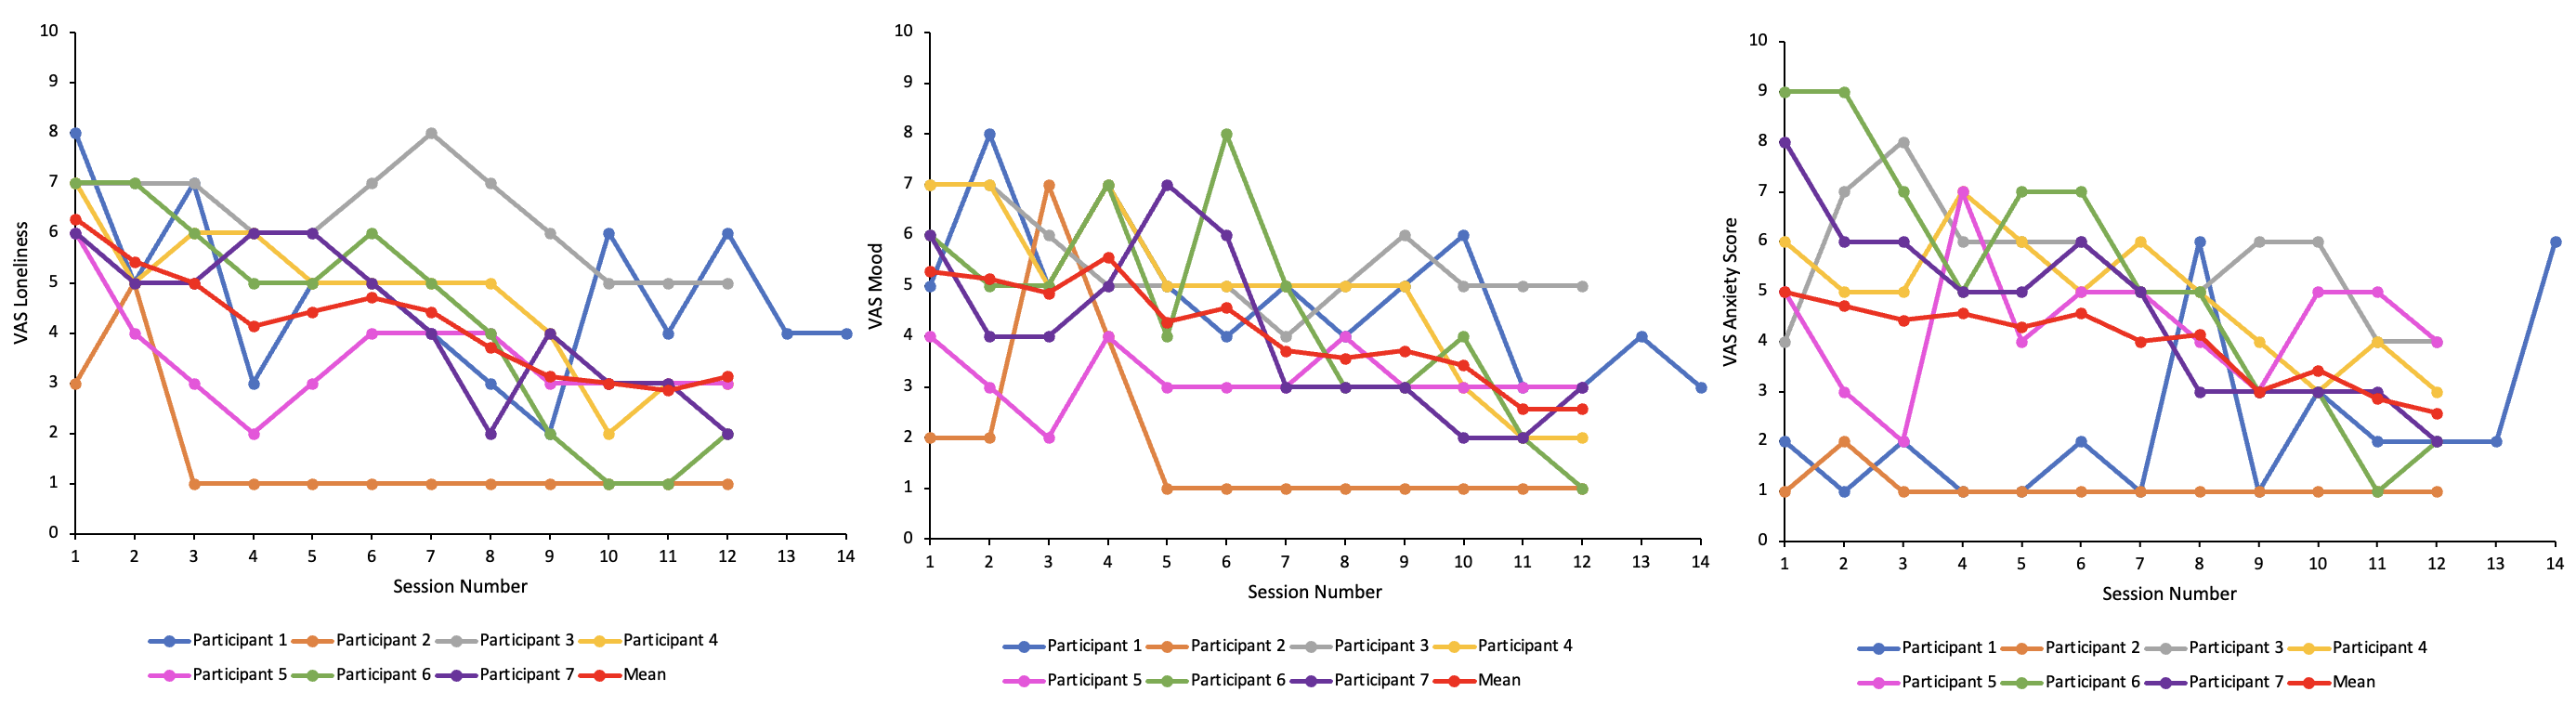 10
9
8
7
6
5
4
3
2
1
0
VAS Loneliness
1 2 3 4 5 6 7 8 9 10 11 12 13 14
Session Number
Participant 1 Participant 2 Participant 3 Participant 4
Participant 5 Participant 6 Participant 7 Mean
10
9
8
7
6
5
4
3
2
1
0
VAS Mood
1 2 3 4 5 6 7 8 9 10 11 12 13 14
Session Number
Participant 1 Participant 2 Participant 3 Participant 4
Participant 5 Participant 6 Participant 7 Mean
10
9
8
7
6
5
4
3
2
1
0
VAS Anxiety Score
1 2 3 4 5 6 7 8 9 10 11 12 13 14
Session Number
Participant 1 Participant 2 Participant 3 Participant 4
Participant 5 Participant 6 Participant 7 Mean